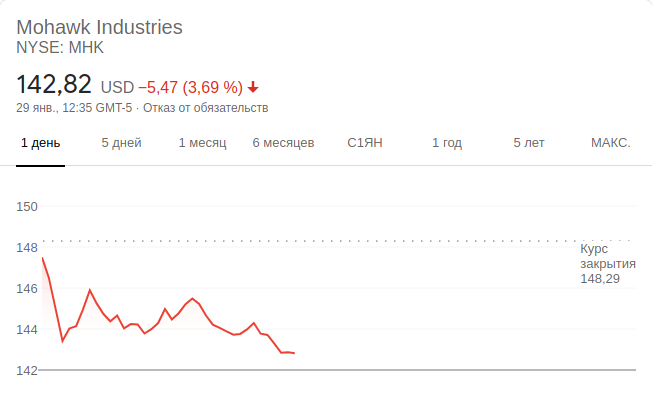 Mohawk Industries
NYSE: MHK
142,82 USD −5,47 (3,69 %)
29 янв., 12:35 GMT-5 · Отказ от обязательств
1 день 5 дней 1 месяц 6 месяцев С1ЯН 1 год 5 лет МАКС.
150
148
Курс
закрытия
148,29
146
144
142